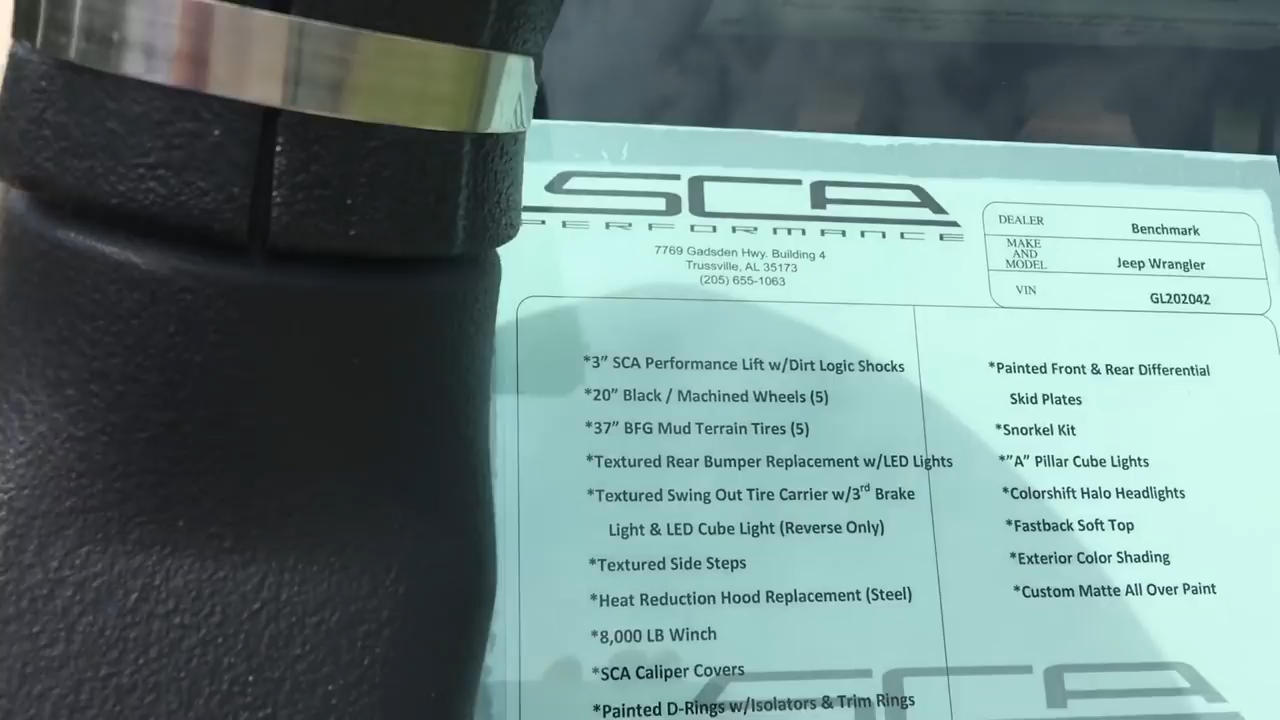 SCA
PERFORMANCE
7769 Gadsden Hwy. Building 4
Trussville, AL 35173
(205) 655-1063
DEALER Benchmark
MAKE AND MODEL Jeep Wrangler
VIN GL202042
*3” SCA Performance Lift w/Dirt Logic Shocks
*20” Black / Machined Wheels (5)
*37” BFG Mud Terrain Tires (5)
*Textured Rear Bumper Replacement w/LED Lights
*Textured Swing Out Tire Carrier w/3rd Brake
Light & LED Cube Light (Reverse Only)
*Textured Side Steps
*Heat Reduction Hood Replacement (Steel)
*8,000 LB Winch
*SCA Caliper Covers
*Painted D-Rings w/Isolators & Trim Rings
*Painted Front & Rear Differential
Skid Plates
*Snorkel Kit
*”A” Pillar Cube Lights
*Colorshift Halo Headlights
*Fastback Soft Top
*Exterior Color Shading
*Custom Matte All Over Paint
SCA